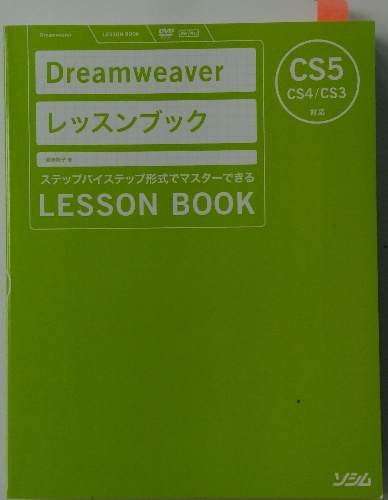 Dreamweaver
LESSON BOOK
DVD
Dreamweaver
レッスンブック
CS5
CS4/CS3
対応
ステップバイステップ形式でマスターできる
LESSON BOOK
ソシム